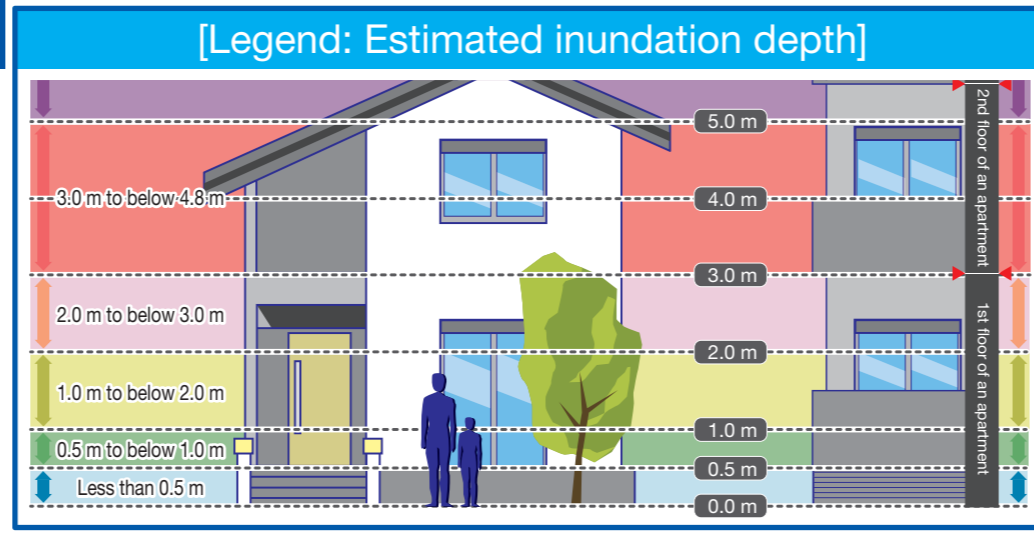 [Legend: Estimated inundation depth]
5.0 m
3.0 m to below 4.8 m
4.0 m
2nd floor of an apartment
3.0 m
2.0 m to below 3.0 m
2.0 m
1.0 m to below 2.0 m
1st floor of an apartment
1.0 m
0.5 m to below 1.0 m
0.5 m
Less than 0.5 m
0.0 m